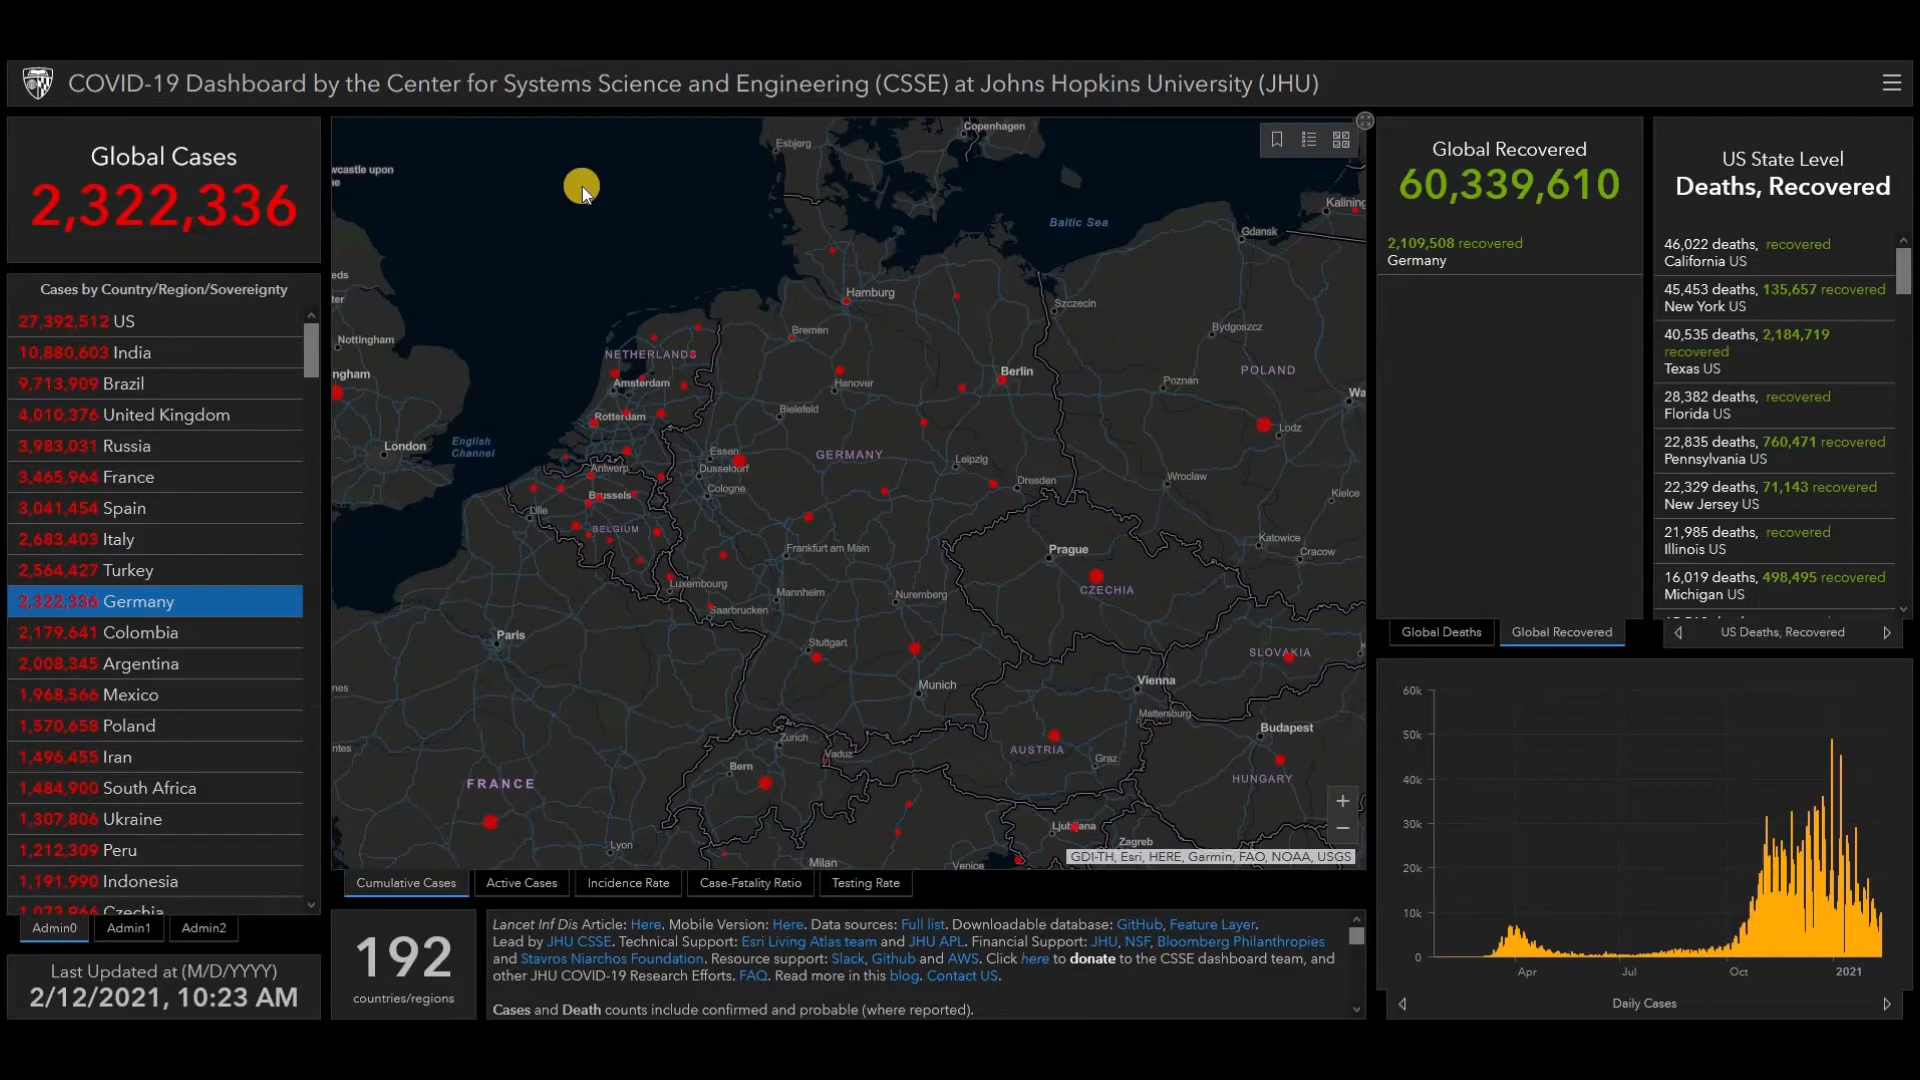 COVID-19 Dashboard by the Center for Systems Science and Engineering (CSSE) at Johns Hopkins University (JHU)
Global Cases
2,322,336
Cases by Country/Region/Sovereignty
27,392,512 US
10,880,603 India
9,713,909 Brazil
4,010,376 United Kingdom
3,983,031 Russia
3,465,964 France
3,041,454 Spain
2,683,403 Italy
2,564,427 Turkey
2,322,336 Germany
2,179,641 Colombia
2,008,345 Argentina
1,968,566 Mexico
1,570,658 Poland
1,496,455 Iran
1,484,900 South Africa
1,307,806 Ukraine
1,212,309 Peru
1,191,990 Indonesia
1,073,966 Czechia
Admin0
Admin1
Admin2
Last Updated at (M/D/YYYY)
2/12/2021, 10:23 AM
Copenhagen
Esbjerg
wcastle upon
ne
Kalining
Baltic Sea
Gdansk
eds
ter
Hamburg
Szczecin
Bremen
Bydgoszcz
Nottingham
NETHERLANDS
ngham
Amsterdam
Hanover
Berlin
POLAND
Poznan
Wa
Rotterdam
Bielefeld
Lodz
London
English
Channel
Essen
GERMANY
Dusseldorf
Leipzig
Antwerp
Cologne
Dresden
Wroclaw
Kielce
Brussels
Lille
BELGIUM
Katowice
Cracow
Frankfurt am Main
Prague
CZECHIA
Luxembourg
Mannheim
Nuremberg
Saarbrucken
Paris
Stuttgart
SLOVAKIA
Munich
Vienna
nes
Mattersburg
Budapest
Zurich
Vaduz
AUSTRIA
Graz
ntes
Bern
HUNGARY
FRANCE
Ljubljana
Zagreb
Lyon
Milan
Venice
+
−
GDI-TH, Esri, HERE, Garmin, FAO, NOAA, USGS
Cumulative Cases
Active Cases
Incidence Rate
Case-Fatality Ratio
Testing Rate
192
countries/regions
Lancet Inf Dis Article: Here. Mobile Version: Here. Data sources: Full list. Downloadable database: GitHub, Feature Layer.
Lead by JHU CSSE. Technical Support: Esri Living Atlas team and JHU APL. Financial Support: JHU, NSF, Bloomberg Philanthropies
and Stavros Niarchos Foundation. Resource support: Slack, Github and AWS. Click here to donate to the CSSE dashboard team, and
other JHU COVID-19 Research Efforts. FAQ. Read more in this blog. Contact US.
Cases and Death counts include confirmed and probable (where reported).
Global Recovered
60,339,610
2,109,508 recovered
Germany
Global Deaths
Global Recovered
US State Level
Deaths, Recovered
46,022 deaths, recovered
California US
45,453 deaths, 135,657 recovered
New York US
40,535 deaths, 2,184,719
recovered
Texas US
28,382 deaths, recovered
Florida US
22,835 deaths, 760,471 recovered
Pennsylvania US
22,329 deaths, 71,143 recovered
New Jersey US
21,985 deaths, recovered
Illinois US
16,019 deaths, 498,495 recovered
Michigan US
US Deaths, Recovered
60k
50k
40k
30k
20k
10k
0
Apr
Jul
Oct
2021
Daily Cases